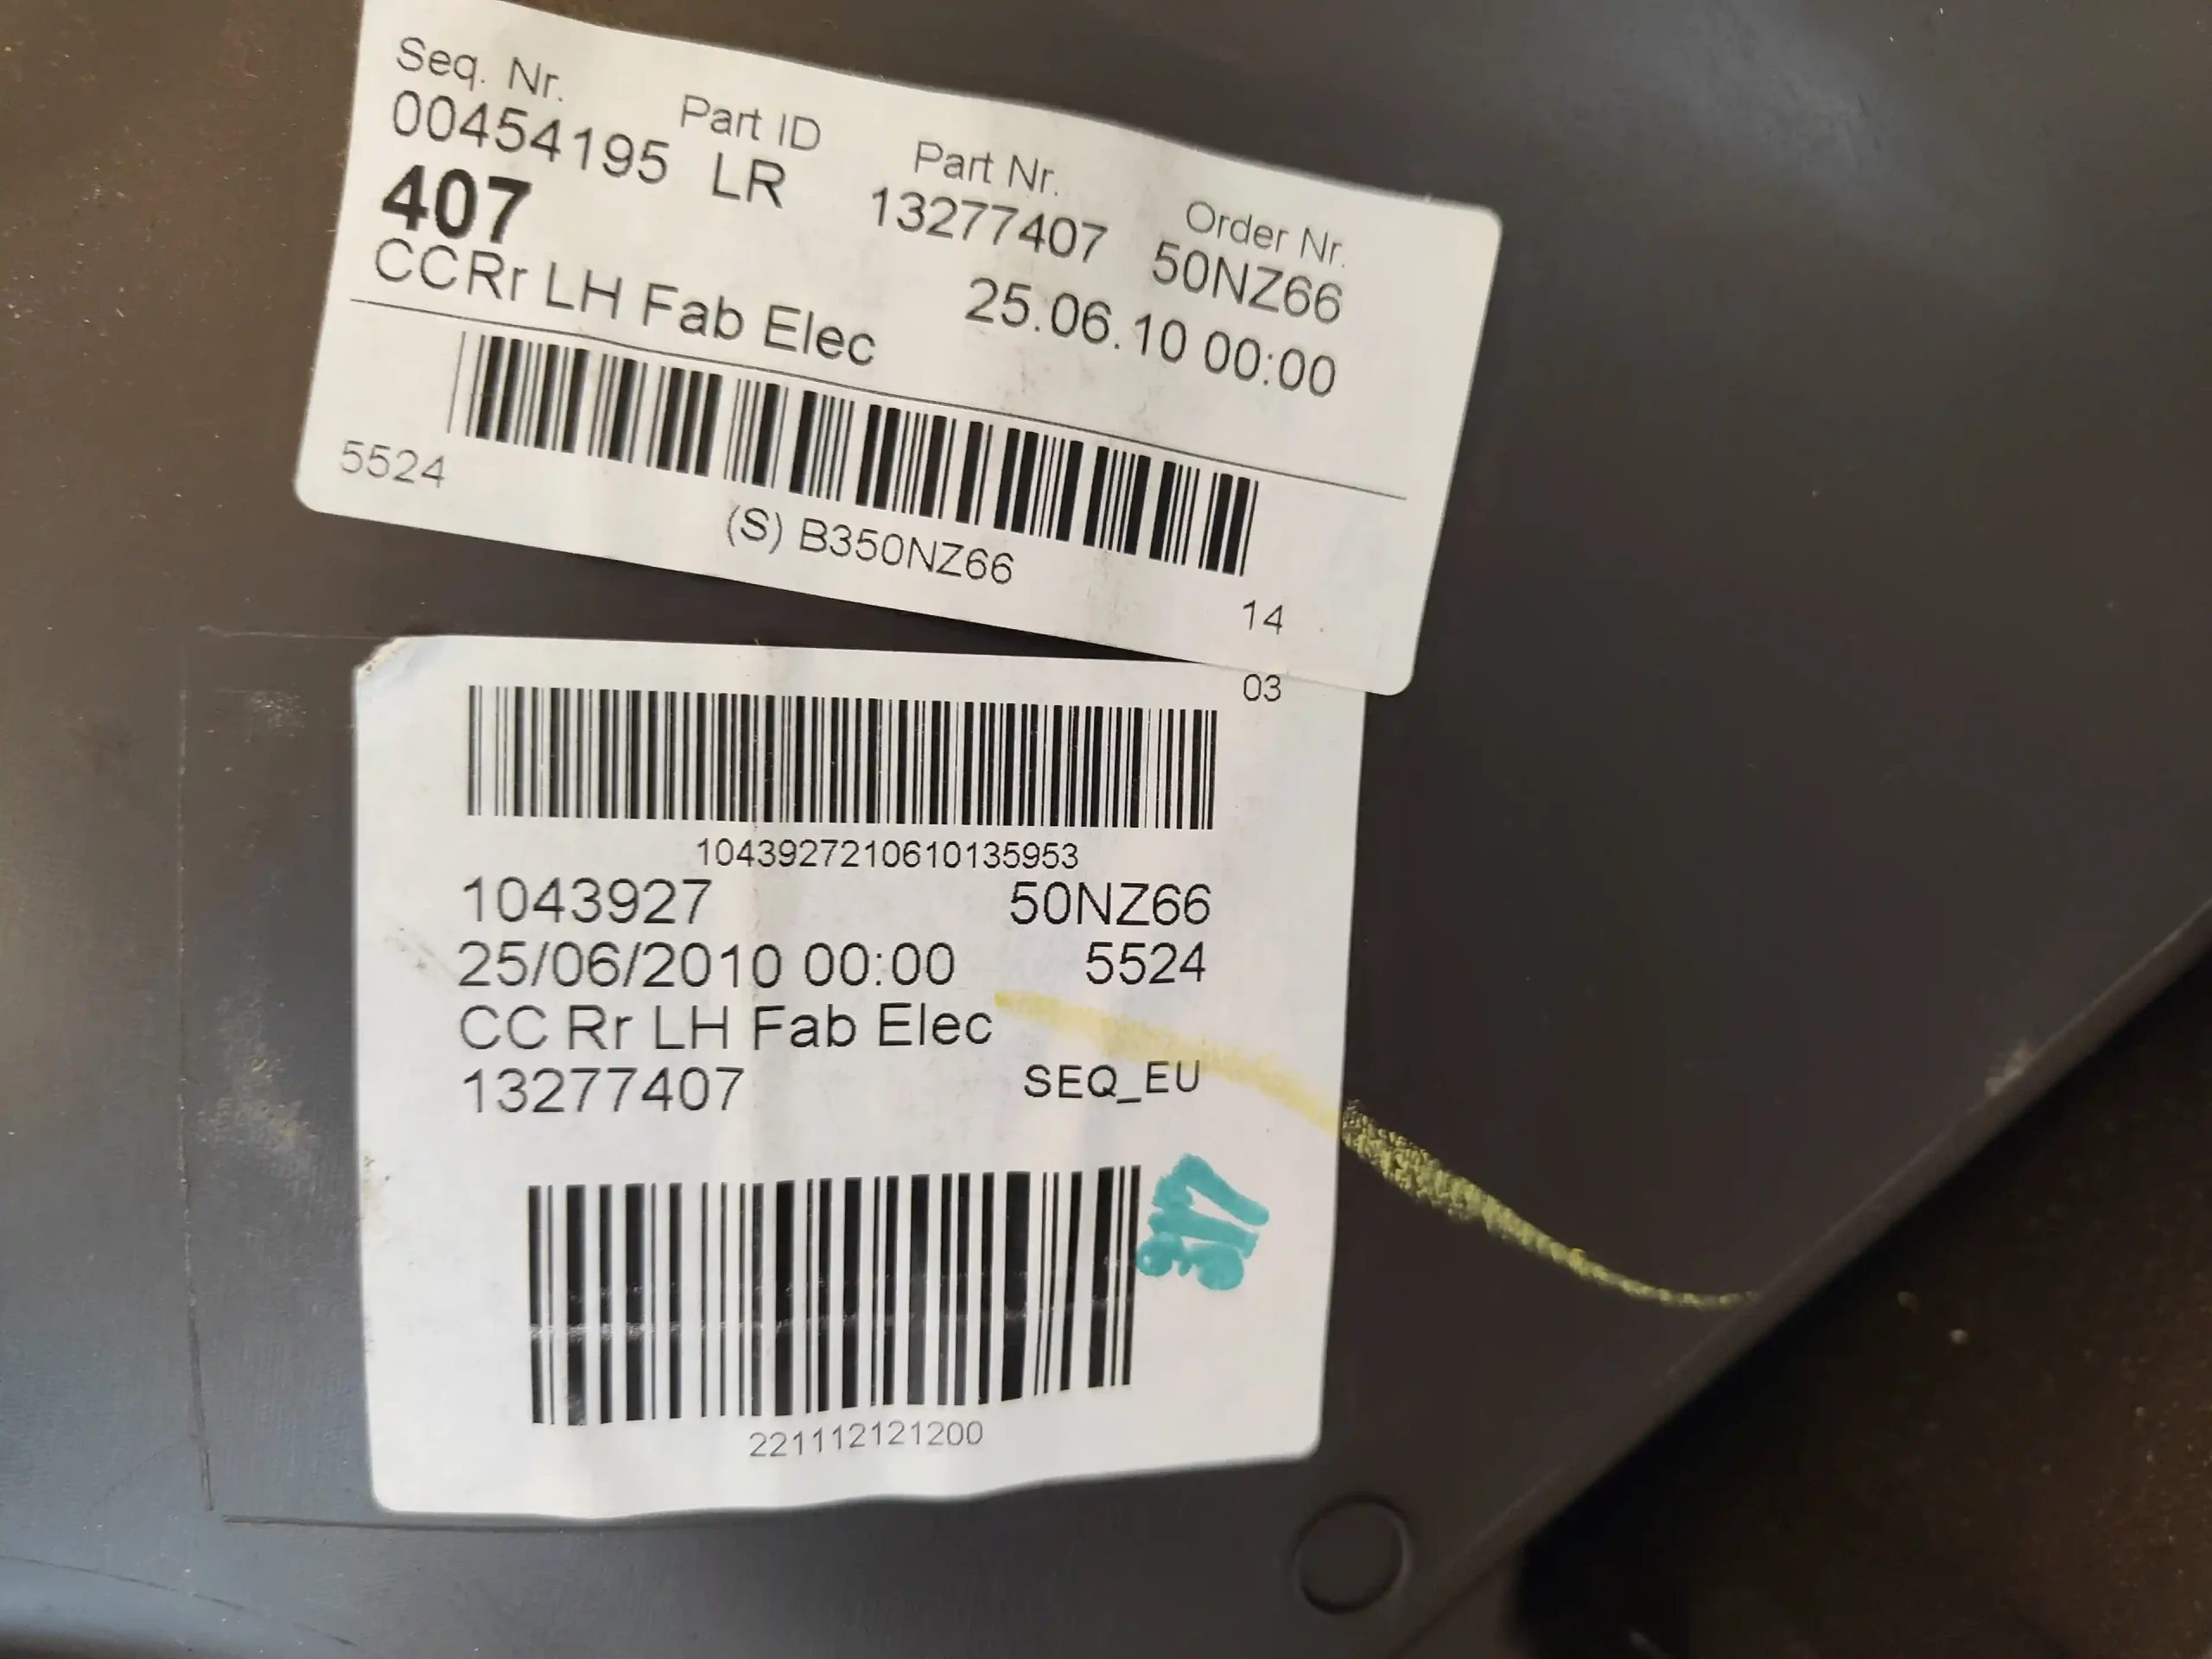 Seq. Nr. Part ID Part Nr. Order Nr.
00454195 LR 13277407 50NZ66
407 25.06.10 00:00
CCRr LH Fab Elec
5524
(S) B350NZ66
14
03
1043927210610135953
1043927 50NZ66
25/06/2010 00:00 5524
CC Rr LH Fab Elec
13277407 SEQ_EU
221112121200